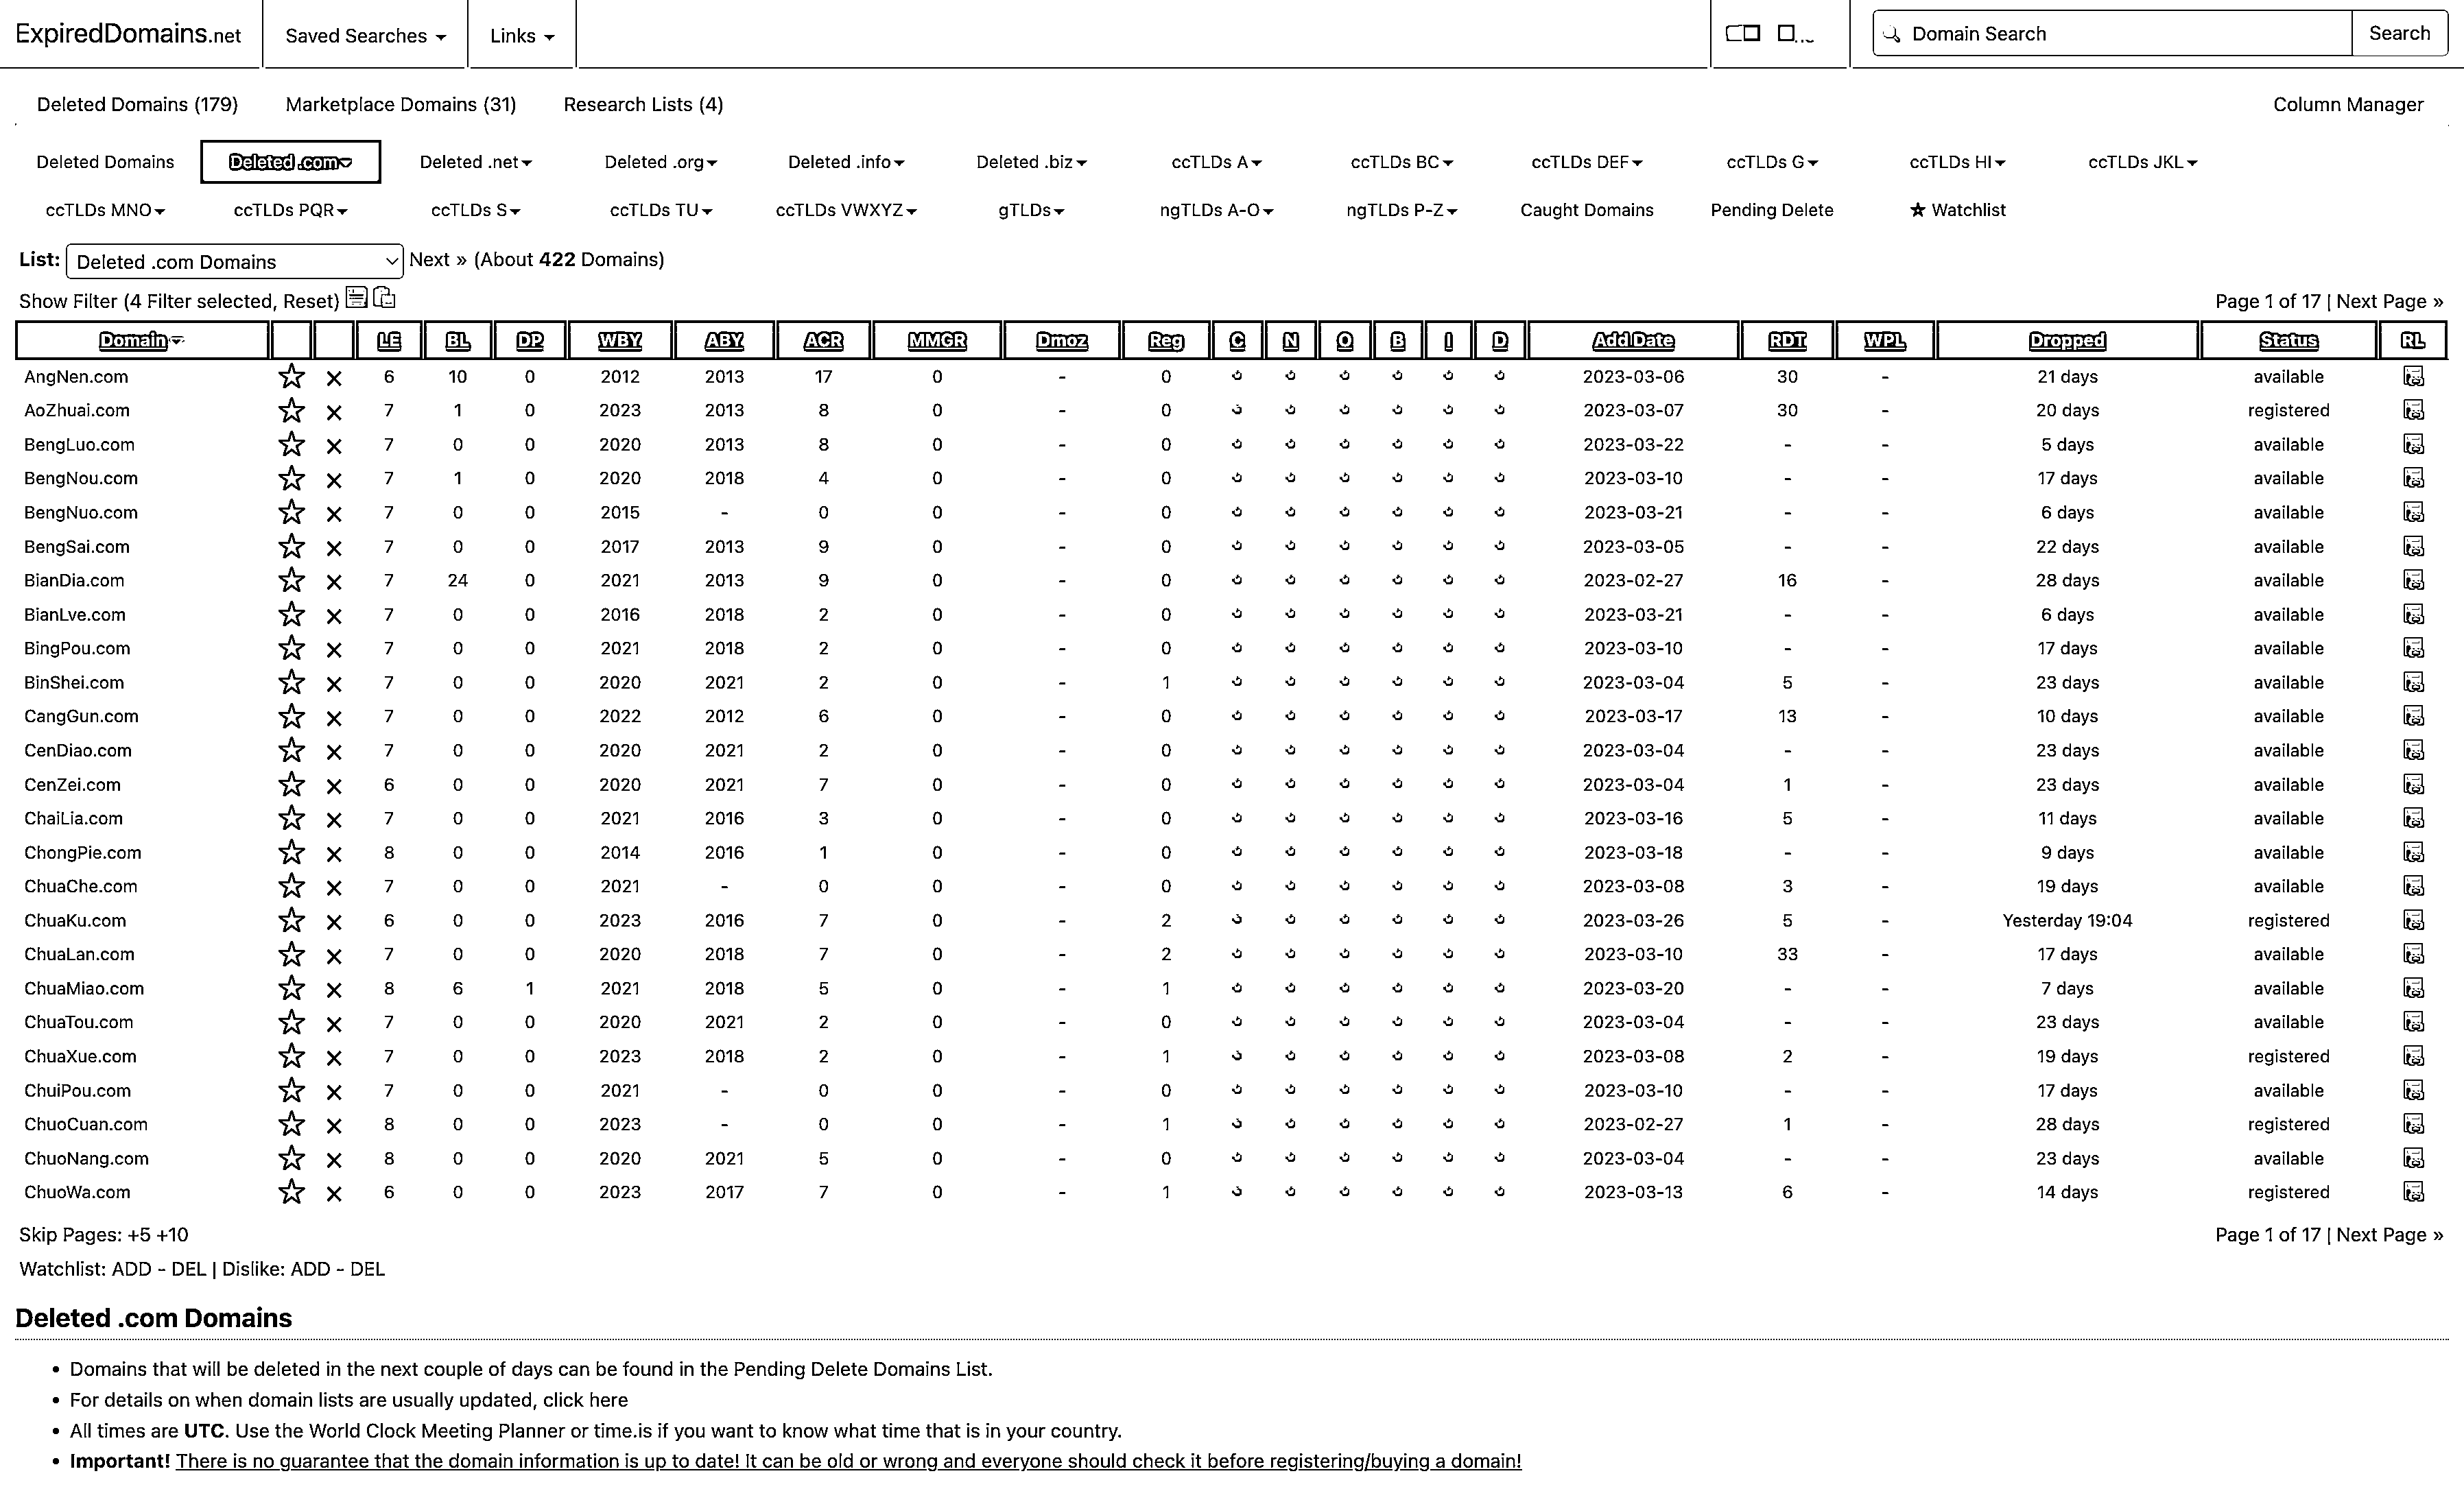 ExpiredDomains.net Saved Searches Links Domain Search Search
Deleted Domains (179) Marketplace Domains (31) Research Lists (4) Column Manager
Deleted Domains Deleted .com Deleted .net Deleted .org Deleted .info Deleted .biz ccTLDs A ccTLDs BC ccTLDs DEF ccTLDs G ccTLDs HI ccTLDs JKL
ccTLDs MNO ccTLDs PQR ccTLDs S ccTLDs TU ccTLDs VWXYZ gTLDs ngTLDs A-O ngTLDs P-Z Caught Domains Pending Delete ★ Watchlist
List: Deleted .com Domains Next » (About 422 Domains)
Show Filter (4 Filter selected, Reset) Page 1 of 17 | Next Page »
Domain LE BL DP WBY ABY ACR MMGR Dmoz Reg C N O B I D Add Date RDT WPL Dropped Status RL
AngNen.com 6 10 0 2012 2013 17 0 - 0 2023-03-06 30 - 21 days available
AoZhuai.com 7 1 0 2023 2013 8 0 - 0 2023-03-07 30 - 20 days registered
BengLuo.com 7 0 0 2020 2013 8 0 - 0 2023-03-22 - - 5 days available
BengNou.com 7 1 0 2020 2018 4 0 - 0 2023-03-10 - - 17 days available
BengNuo.com 7 0 0 2015 - 0 0 - 0 2023-03-21 - - 6 days available
BengSai.com 7 0 0 2017 2013 9 0 - 0 2023-03-05 - - 22 days available
BianDia.com 7 24 0 2021 2013 9 0 - 0 2023-02-27 16 - 28 days available
BianLve.com 7 0 0 2016 2018 2 0 - 0 2023-03-21 - - 6 days available
BingPou.com 7 0 0 2021 2018 2 0 - 0 2023-03-10 - - 17 days available
BinShei.com 7 0 0 2020 2021 2 0 - 1 2023-03-04 5 - 23 days available
CangGun.com 7 0 0 2022 2012 6 0 - 0 2023-03-17 13 - 10 days available
CenDiao.com 7 0 0 2020 2021 2 0 - 0 2023-03-04 - - 23 days available
CenZei.com 6 0 0 2020 2021 7 0 - 0 2023-03-04 1 - 23 days available
ChaiLia.com 7 0 0 2021 2016 3 0 - 0 2023-03-16 5 - 11 days available
ChongPie.com 8 0 0 2014 2016 1 0 - 0 2023-03-18 - - 9 days available
ChuaChe.com 7 0 0 2021 - 0 0 - 0 2023-03-08 3 - 19 days available
ChuaKu.com 6 0 0 2023 2016 7 0 - 2 2023-03-26 5 - Yesterday 19:04 registered
ChuaLan.com 7 0 0 2020 2018 7 0 - 2 2023-03-10 33 - 17 days available
ChuaMiao.com 8 6 1 2021 2018 5 0 - 1 2023-03-20 - - 7 days available
ChuaTou.com 7 0 0 2020 2021 2 0 - 0 2023-03-04 - - 23 days available
ChuaXue.com 7 0 0 2023 2018 2 0 - 1 2023-03-08 2 - 19 days registered
ChuiPou.com 7 0 0 2021 - 0 0 - 0 2023-03-10 - - 17 days available
ChuoCuan.com 8 0 0 2023 - 0 0 - 1 2023-02-27 1 - 28 days registered
ChuoNang.com 8 0 0 2020 2021 5 0 - 0 2023-03-04 - - 23 days available
ChuoWa.com 6 0 0 2023 2017 7 0 - 1 2023-03-13 6 - 14 days registered
Skip Pages: +5 +10 Page 1 of 17 | Next Page »
Watchlist: ADD - DEL | Dislike: ADD - DEL
Deleted .com Domains
• Domains that will be deleted in the next couple of days can be found in the Pending Delete Domains List.
• For details on when domain lists are usually updated, click here
• All times are UTC. Use the World Clock Meeting Planner or time.is if you want to know what time that is in your country.
• Important! There is no guarantee that the domain information is up to date! It can be old or wrong and everyone should check it before registering/buying a domain!